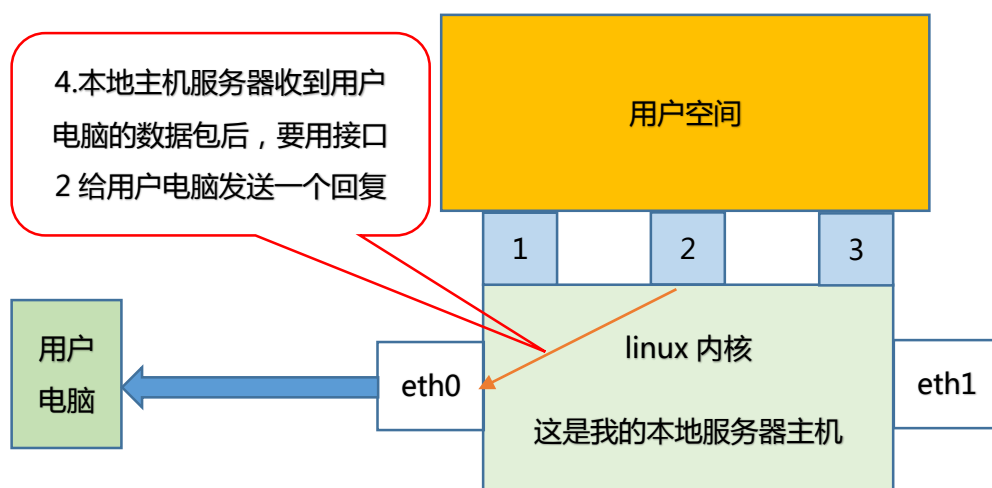 4.本地主机服务器收到用户
电脑的数据包后，要用接口
2 给用户电脑发送一个回复
用户空间
1
2
3
用户
电脑
eth0
linux 内核
这是我的本地服务器主机
eth1